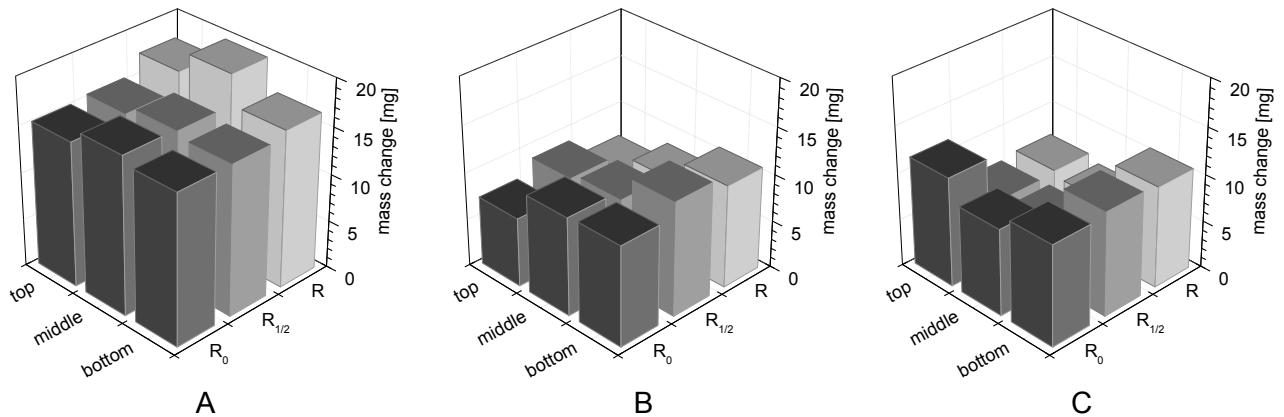 20
15
10
5
0
mass change [mg]
top
middle
bottom
R₀
R₁/₂
R
A
20
15
10
5
0
mass change [mg]
top
middle
bottom
R₀
R₁/₂
R
B
20
15
10
5
0
mass change [mg]
top
middle
bottom
R₀
R₁/₂
R
C